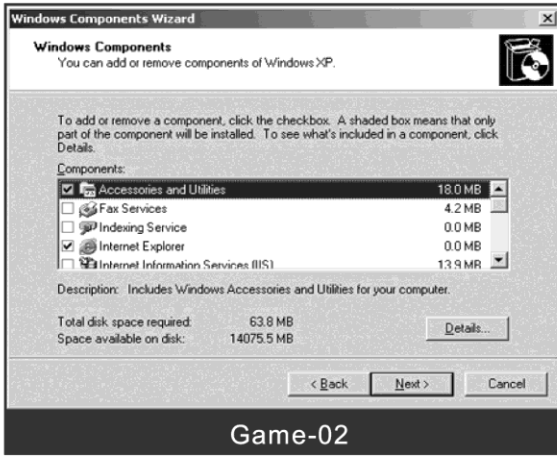 Windows Components Wizard
Windows Components
You can add or remove components of Windows XP.
To add or remove a component, click the checkbox. A shaded box means that only
part of the component will be installed. To see what's included in a component, click
Details.
Components:
Accessories and Utilities 18.0 MB
Fax Services 4.2 MB
Indexing Service 0.0 MB
Internet Explorer 0.0 MB
Internet Information Services (IIS) 13.9 MB
Description: Includes Windows Accessories and Utilities for your computer.
Total disk space required: 63.8 MB
Space available on disk: 14075.5 MB
Details...
< Back Next > Cancel
Game-02